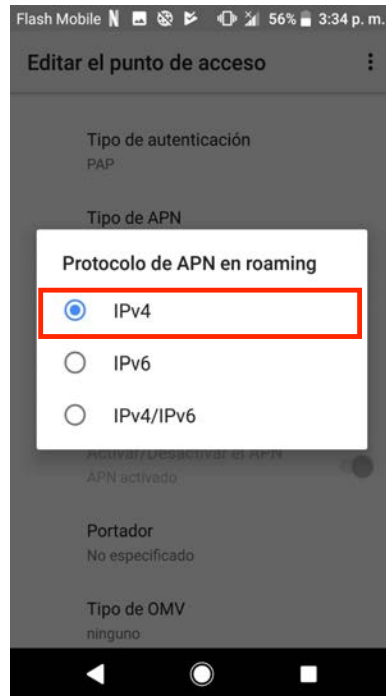 Flash Mobile N 56% 3:34 p. m.
Editar el punto de acceso
Tipo de autenticación
PAP
Tipo de APN
Protocolo de APN en roaming
IPv4
IPv6
IPv4/IPv6
Activar/Desactivar el APN
APN activado
Portador
No especificado
Tipo de OMV
ninguno